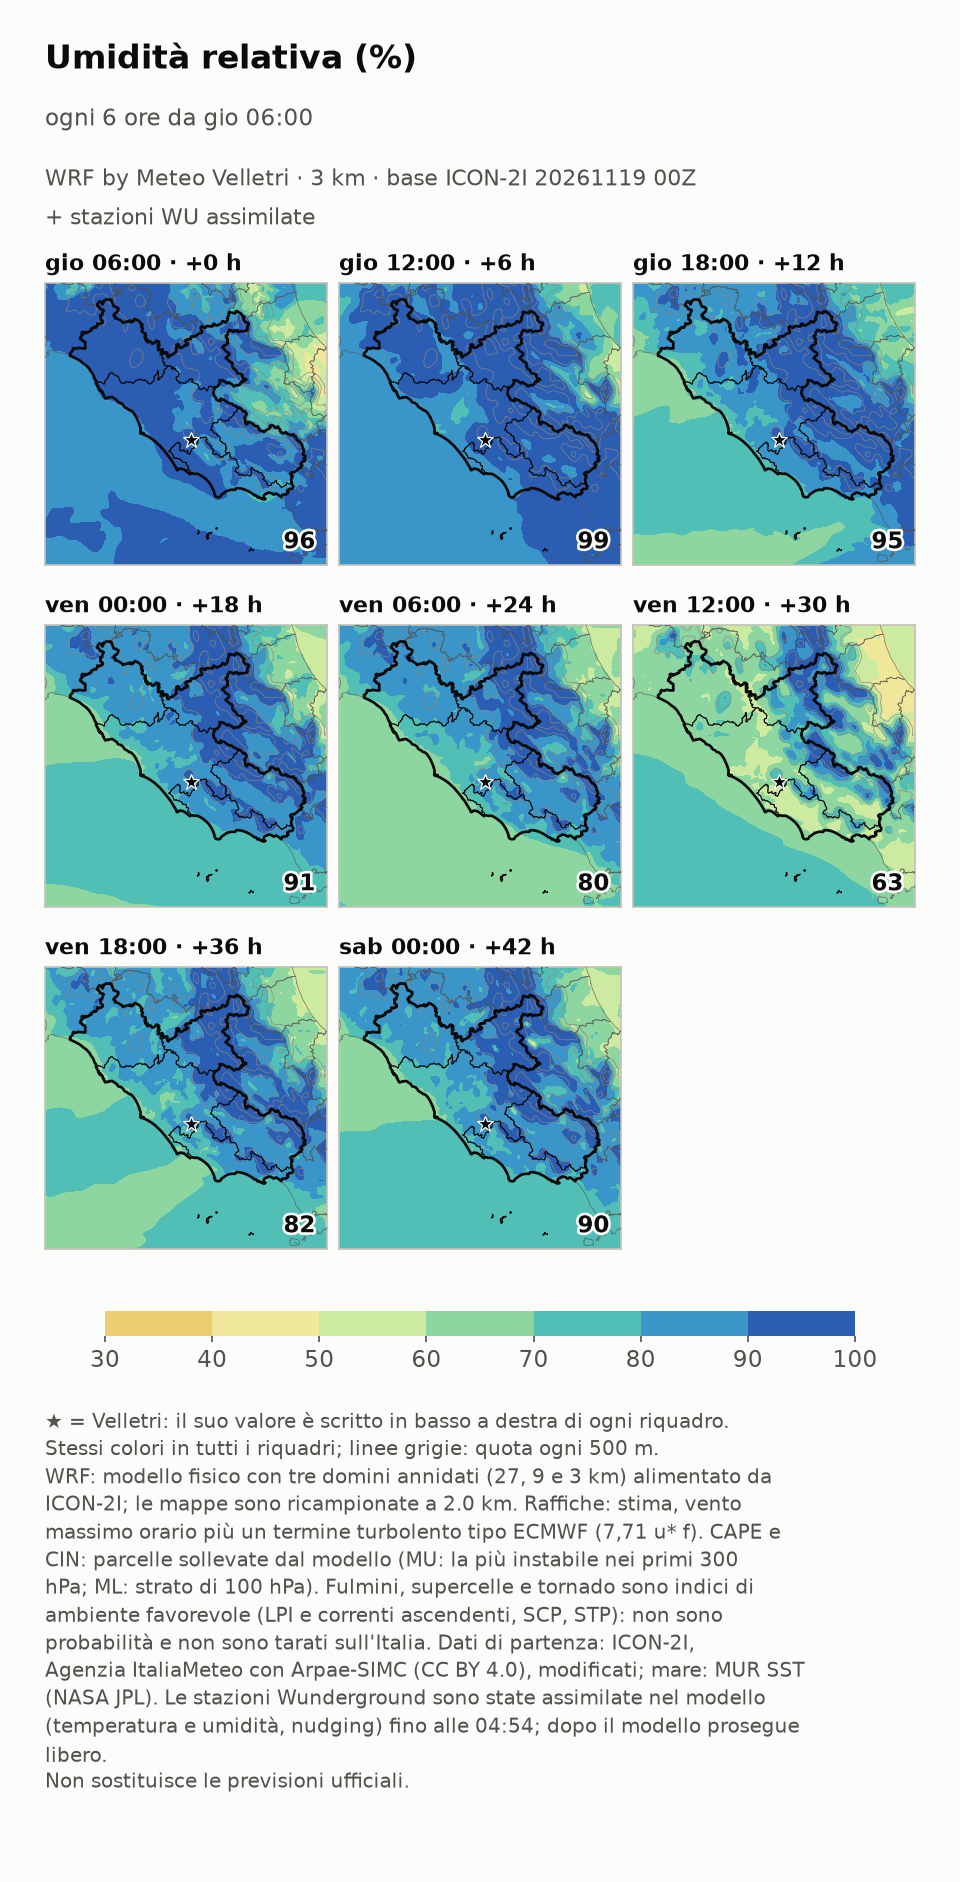 Umidità relativa (%)
ogni 6 ore da gio 06:00
WRF by Meteo Velletri · 3 km · base ICON-2I 20261119 00Z
+ stazioni WU assimilate
gio 06:00 · +0 h
gio 12:00 · +6 h
gio 18:00 · +12 h
96
99
95
ven 00:00 · +18 h
ven 06:00 · +24 h
ven 12:00 · +30 h
91
80
63
ven 18:00 · +36 h
sab 00:00 · +42 h
82
90
30 40 50 60 70 80 90 100
★ = Velletri: il suo valore è scritto in basso a destra di ogni riquadro.
Stessi colori in tutti i riquadri; linee grigie: quota ogni 500 m.
WRF: modello fisico con tre domini annidati (27, 9 e 3 km) alimentato da
ICON-2I; le mappe sono ricampionate a 2.0 km. Raffiche: stima, vento
massimo orario più un termine turbolento tipo ECMWF (7,71 u* f). CAPE e
CIN: parcelle sollevate dal modello (MU: la più instabile nei primi 300
hPa; ML: strato di 100 hPa). Fulmini, supercelle e tornado sono indici di
ambiente favorevole (LPI e correnti ascendenti, SCP, STP): non sono
probabilità e non sono tarati sull'Italia. Dati di partenza: ICON-2I,
Agenzia ItaliaMeteo con Arpae-SIMC (CC BY 4.0), modificati; mare: MUR SST
(NASA JPL). Le stazioni Wunderground sono state assimilate nel modello
(temperatura e umidità, nudging) fino alle 04:54; dopo il modello prosegue
libero.
Non sostituisce le previsioni ufficiali.